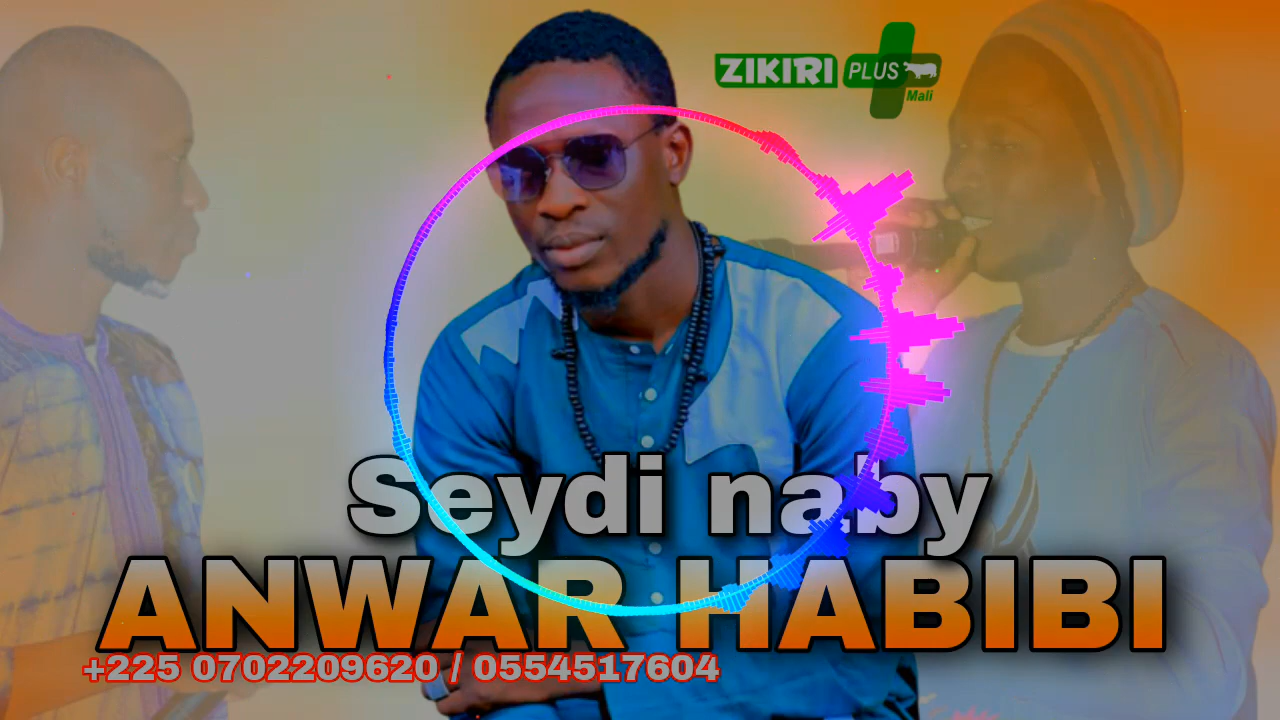 ZIKIRI PLUS
Mali
Seydi naby
ANWAR HABIBI
+225 0702209620 / 0554517604